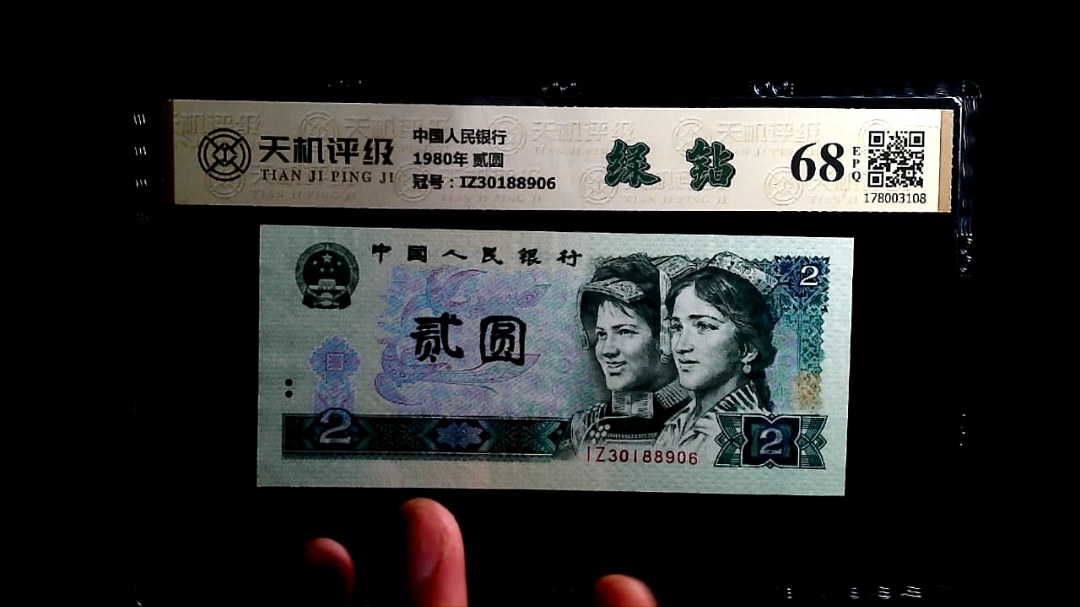 天机评级
TIAN JI PING JI
中国人民银行
1980年 贰圆
冠号：IZ30188906
绿 钻
68
EPQ
178003108
中国人民银行
2
贰圆
2
IZ30188906
2